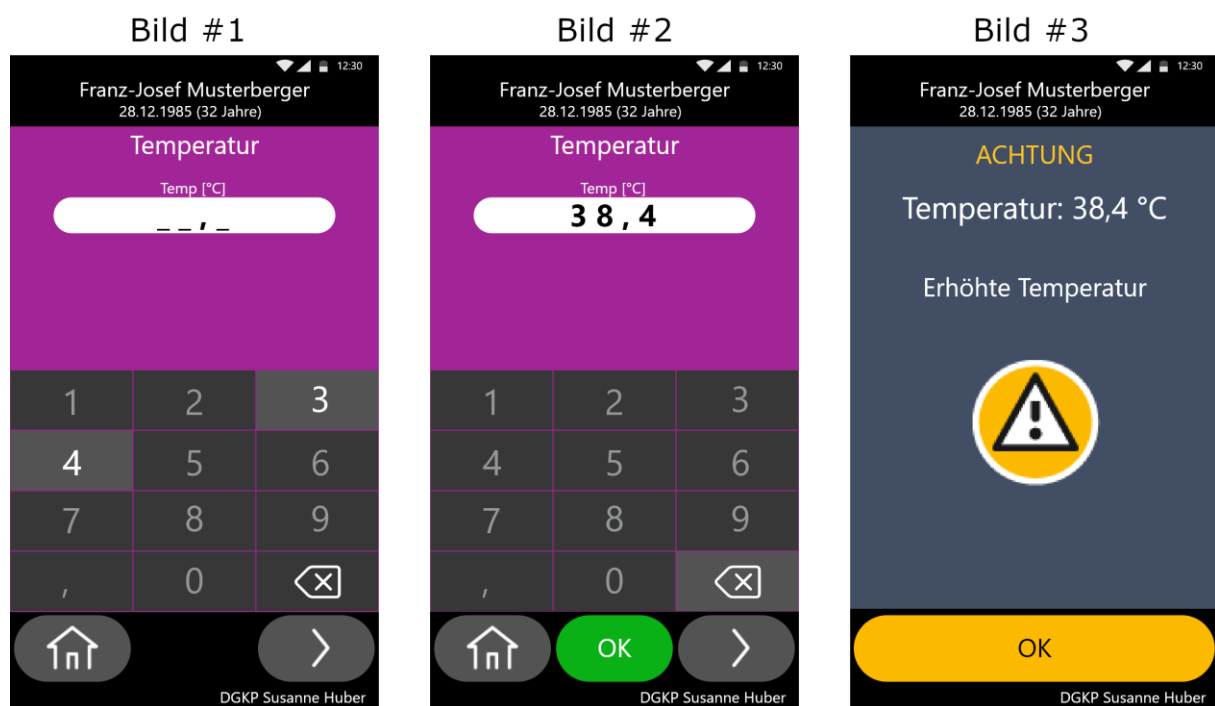 Bild #1
12:30
Franz-Josef Musterberger
28.12.1985 (32 Jahre)
Temperatur
Temp [°C]
_ _ , _
1 2 3
4 5 6
7 8 9
, 0
DGKP Susanne Huber
Bild #2
12:30
Franz-Josef Musterberger
28.12.1985 (32 Jahre)
Temperatur
Temp [°C]
3 8 , 4
1 2 3
4 5 6
7 8 9
, 0
OK
DGKP Susanne Huber
Bild #3
12:30
Franz-Josef Musterberger
28.12.1985 (32 Jahre)
ACHTUNG
Temperatur: 38,4 °C
Erhöhte Temperatur
OK
DGKP Susanne Huber